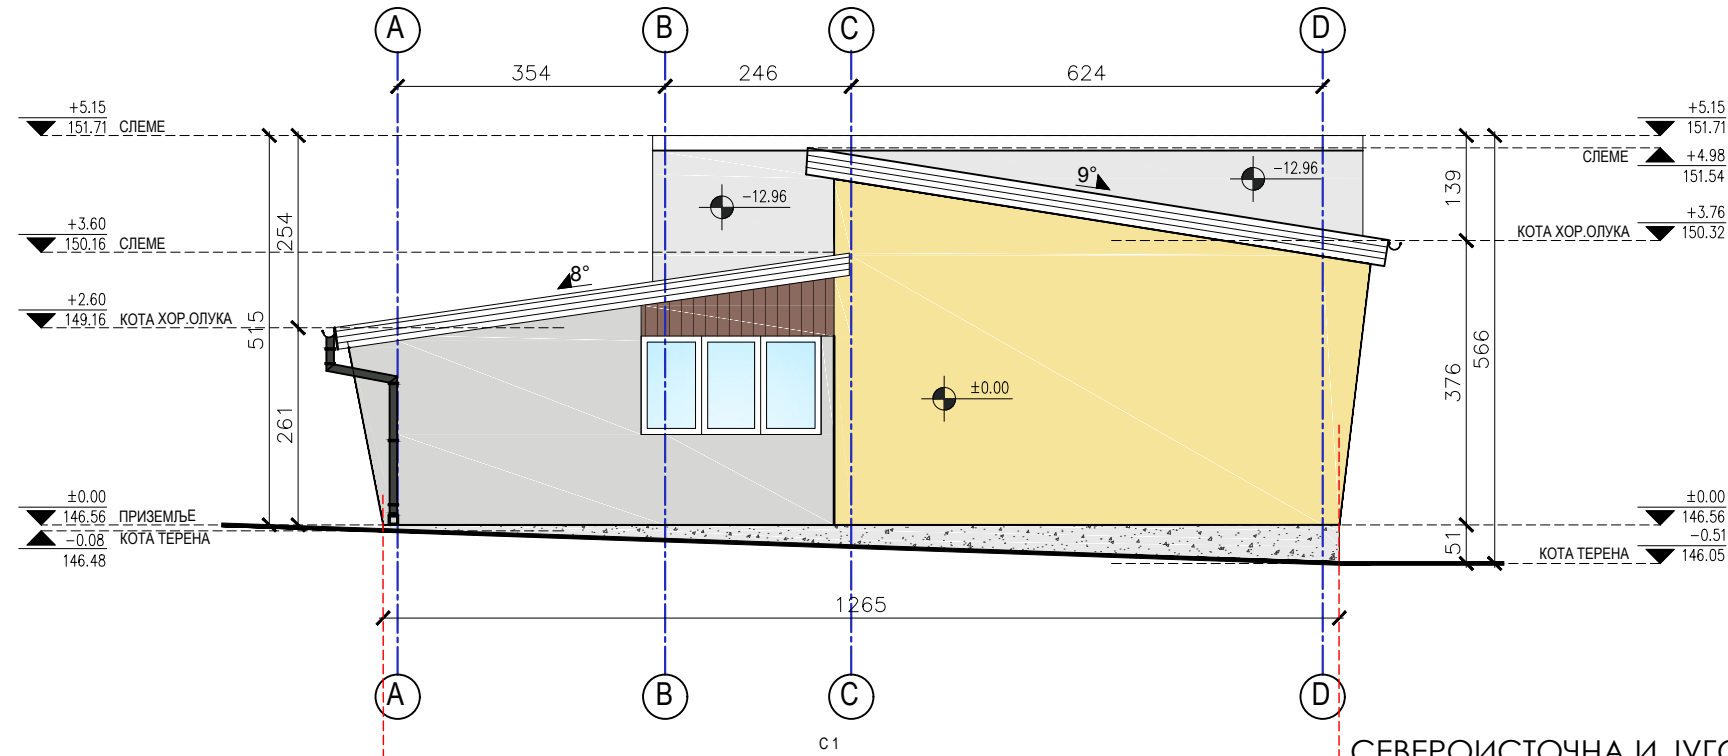 A B C D
354 246 624
+5.15
151.71 СЛЕМЕ
+3.60
150.16 СЛЕМЕ
+2.60
149.16 КОТА ХОР.ОЛУКА
±0.00
146.56 ПРИЗЕМЉЕ
-0.08 КОТА ТЕРЕНА
146.48
515
254
261
8°
-12.96
9°
-12.96
±0.00
139
376
51
566
+5.15
151.71
СЛЕМЕ +4.98
151.54
+3.76
КОТА ХОР.ОЛУКА 150.32
±0.00
146.56
-0.51
КОТА ТЕРЕНА 146.05
1265
A B C D
C1